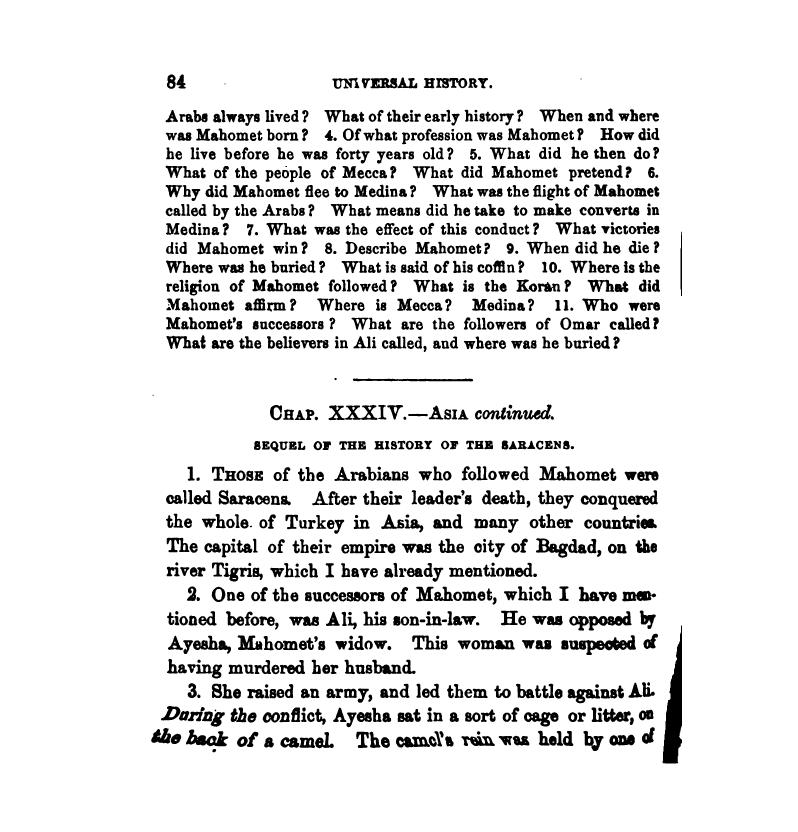 84 UNIVERSAL HISTORY.
Arabs always lived? What of their early history? When and where
was Mahomet born? 4. Of what profession was Mahomet? How did
he live before he was forty years old? 5. What did he then do?
What of the people of Mecca? What did Mahomet pretend? 6.
Why did Mahomet flee to Medina? What was the flight of Mahomet
called by the Arabs? What means did he take to make converts in
Medina? 7. What was the effect of this conduct? What victories
did Mahomet win? 8. Describe Mahomet? 9. When did he die?
Where was he buried? What is said of his coffin? 10. Where is the
religion of Mahomet followed? What is the Koran? What did
Mahomet affirm? Where is Mecca? Medina? 11. Who were
Mahomet's successors? What are the followers of Omar called?
What are the believers in Ali called, and where was he buried?
CHAP. XXXIV.—ASIA continued.
SEQUEL OF THE HISTORY OF THE SARACENS.
1. THOSE of the Arabians who followed Mahomet were
called Saracens. After their leader's death, they conquered
the whole of Turkey in Asia, and many other countries.
The capital of their empire was the city of Bagdad, on the
river Tigris, which I have already mentioned.
2. One of the successors of Mahomet, which I have men-
tioned before, was Ali, his son-in-law. He was opposed by
Ayesha, Mahomet's widow. This woman was suspected of
having murdered her husband.
3. She raised an army, and led them to battle against Ali.
During the conflict, Ayesha sat in a sort of cage or litter, on
the back of a camel. The camel's rein was held by one of